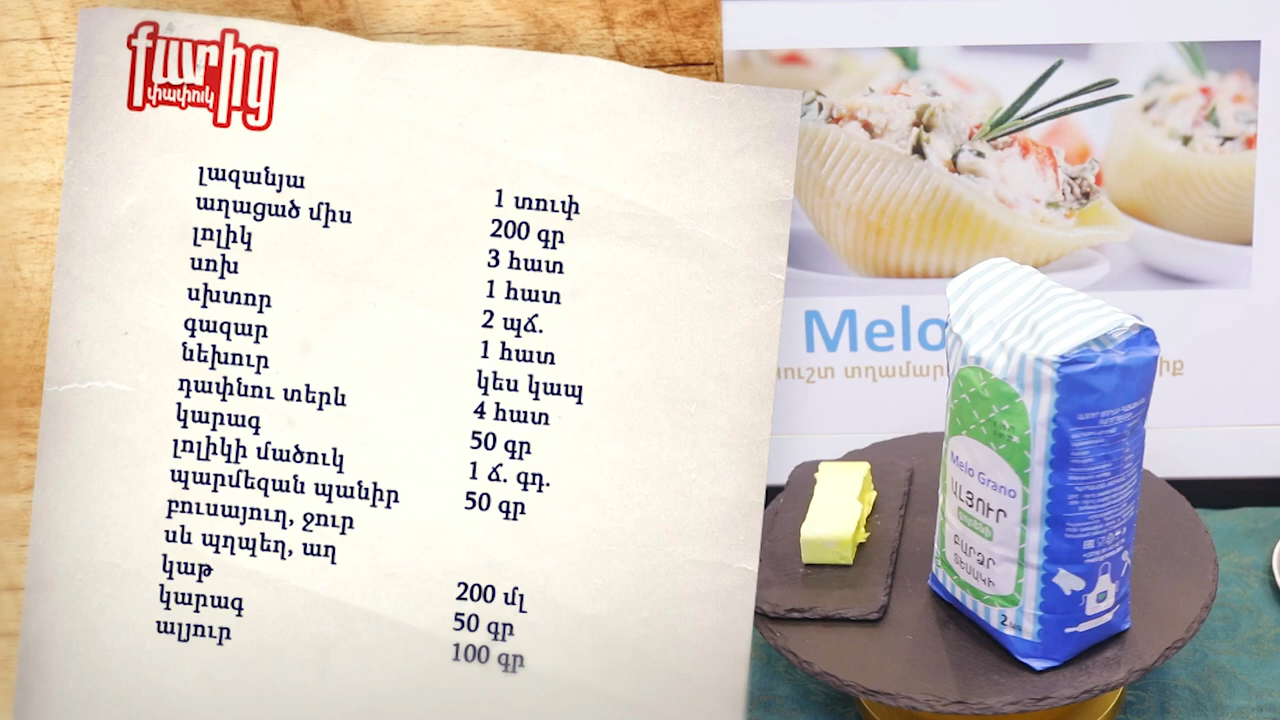 բարից
փափուկ
լազանյա 1 տուփ
աղացած միս 200 գր
լոլիկ 3 հատ
սոխ 1 հատ
սխտոր 2 պճ.
գազար 1 հատ
նեխուր կես կապ
դափնու տերև 4 հատ
կարագ 50 գր
լոլիկի մածուկ 1 ճ. գդ.
պարմեզան պանիր 50 գր
բուսայուղ, ջուր
սև պղպեղ, աղ
կաթ 200 մլ
կարագ 50 գր
ալյուր 100 գր
Melo
Melo Grano
ԱԼՅՈՒՐ
ՑՈՐԵՆԻ
ԲԱՐՁՐ
ՏԵՍԱԿԻ